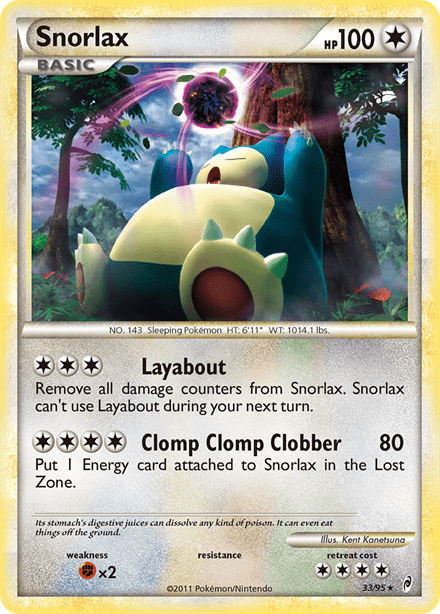 Snorlax
HP100
BASIC
NO. 143 Sleeping Pokémon HT: 6'11" WT: 1014.1 lbs.
Layabout
Remove all damage counters from Snorlax. Snorlax
can't use Layabout during your next turn.
Clomp Clomp Clobber 80
Put 1 Energy card attached to Snorlax in the Lost
Zone.
Its stomach's digestive juices can dissolve any kind of poison. It can even eat
things off the ground.
Illus. Kent Kanetsuna
weakness resistance retreat cost
×2
©2011 Pokémon/Nintendo 33/95★